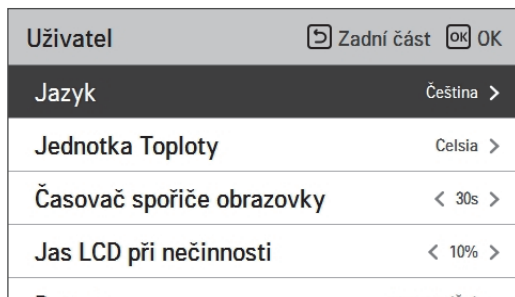 Uživatel Zadní část OK OK
Jazyk Čeština >
Jednotka Toploty Celsia >
Časovač spořiče obrazovky < 30s >
Jas LCD při nečinnosti < 10% >